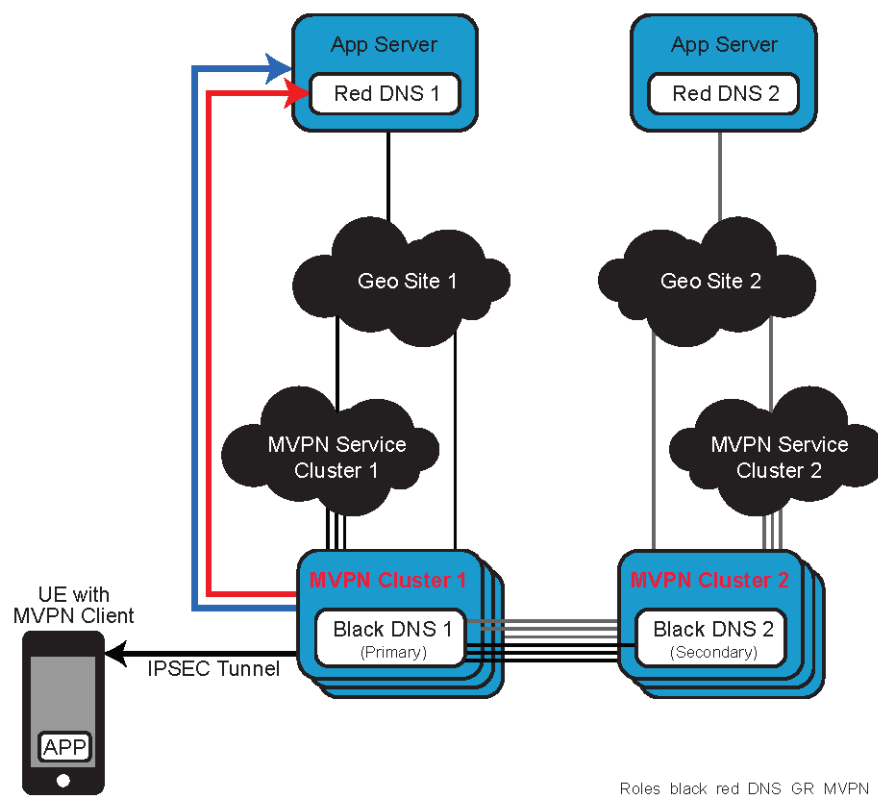 App Server
Red DNS 1
App Server
Red DNS 2
Geo Site 1
Geo Site 2
MVPN Service
Cluster 1
MVPN Service
Cluster 2
MVPN Cluster 1
Black DNS 1
(Primary)
MVPN Cluster 2
Black DNS 2
(Secondary)
UE with
MVPN Client
IPSEC Tunnel
APP
Roles black red DNS GR MVPN